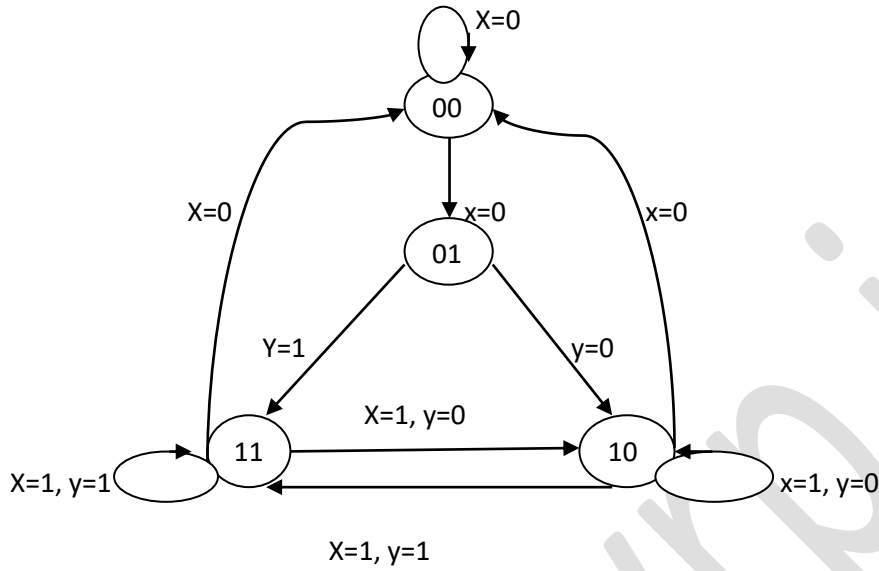 X=0
00
X=0
x=0
x=0
01
Y=1
y=0
X=1, y=0
11
10
X=1, y=1
x=1, y=0
X=1, y=1